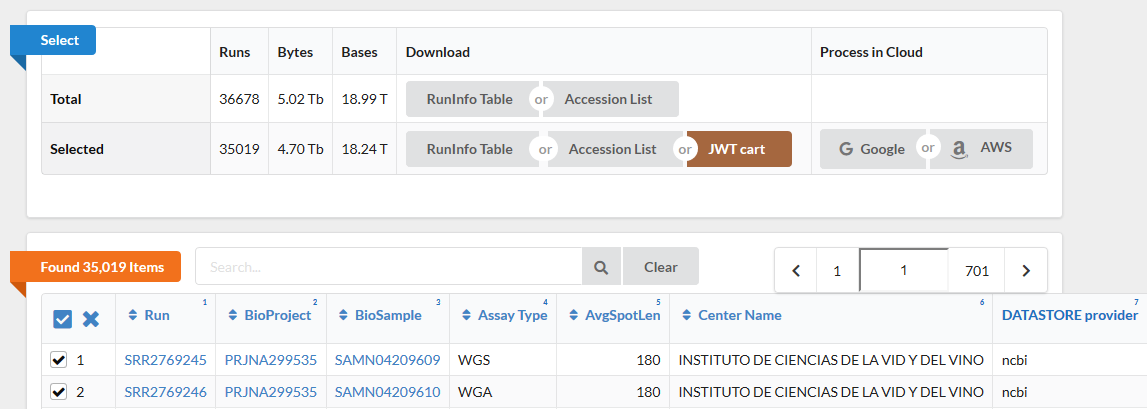 Select
Runs Bytes Bases Download Process in Cloud
Total 36678 5.02 Tb 18.99 T RunInfo Table or Accession List
Selected 35019 4.70 Tb 18.24 T RunInfo Table or Accession List or JWT cart Google or AWS
Found 35,019 Items Search... Clear 1 1 701
Run 1 BioProject 2 BioSample 3 Assay Type 4 AvgSpotLen 5 Center Name 6 DATASTORE provider 7
1 SRR2769245 PRJNA299535 SAMN04209609 WGS 180 INSTITUTO DE CIENCIAS DE LA VID Y DEL VINO ncbi
2 SRR2769246 PRJNA299535 SAMN04209610 WGA 180 INSTITUTO DE CIENCIAS DE LA VID Y DEL VINO ncbi